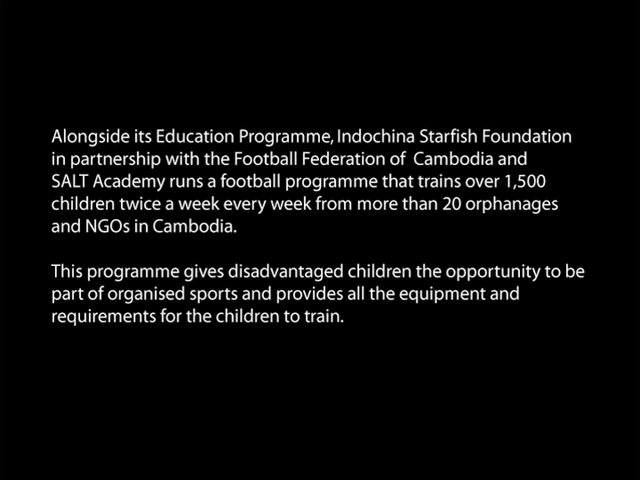 Alongside its Education Programme, Indochina Starfish Foundation
in partnership with the Football Federation of Cambodia and
SALT Academy runs a football programme that trains over 1,500
children twice a week every week from more than 20 orphanages
and NGOs in Cambodia.
This programme gives disadvantaged children the opportunity to be
part of organised sports and provides all the equipment and
requirements for the children to train.